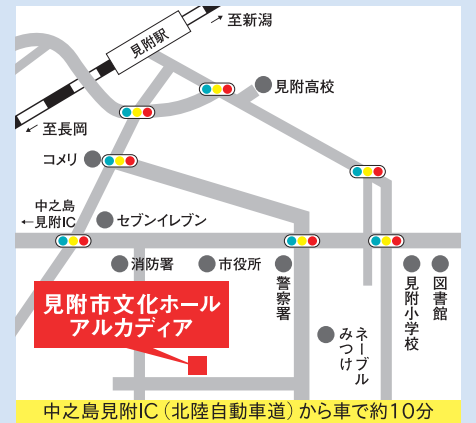 至新潟
見附駅
見附高校
至長岡
コメリ
中之島
見附IC
セブンイレブン
消防署
市役所
警察署
見附小学校
図書館
ネーブル
みつけ
見附市文化ホール
アルカディア
中之島見附IC(北陸自動車道)から車で約10分